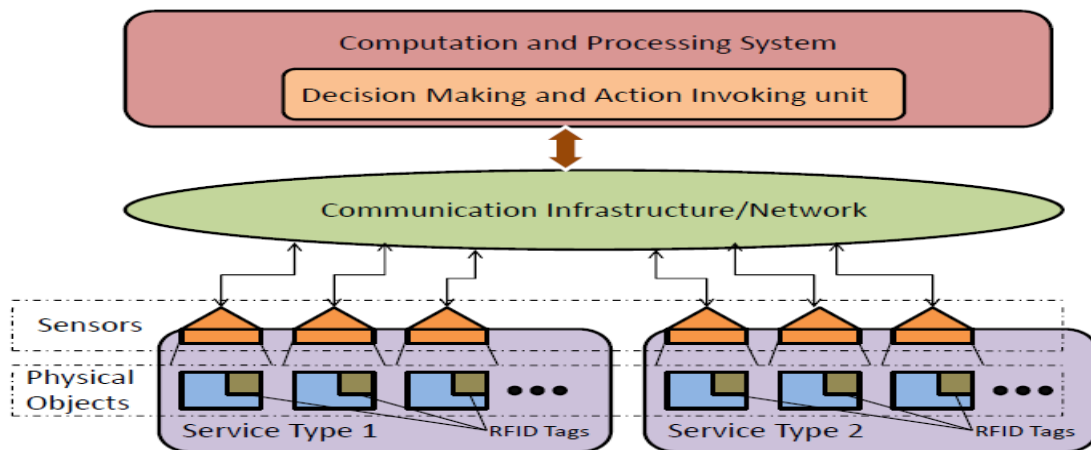 Computation and Processing System
Decision Making and Action Invoking unit
Communication Infrastructure/Network
Sensors
Physical
Objects
Service Type 1
RFID Tags
Service Type 2
RFID Tags